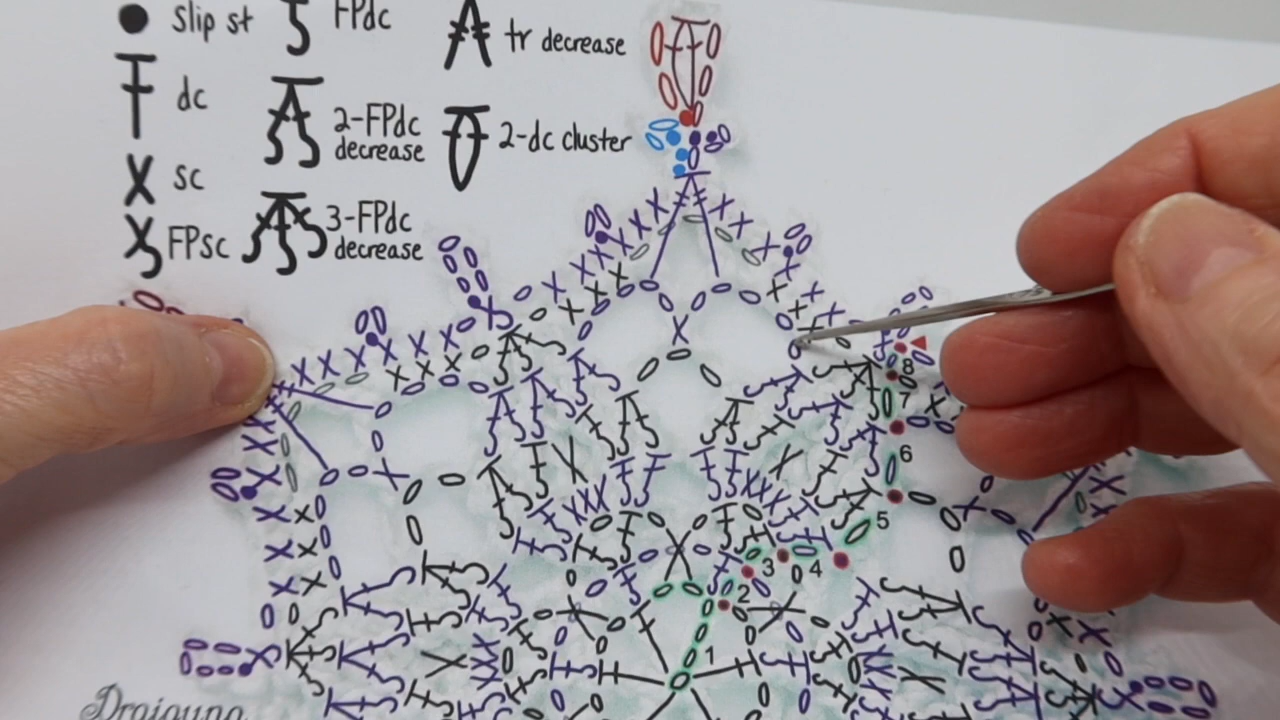 slip st
FPdc
tr decrease
dc
2-FPdc
decrease
2-dc cluster
sc
FPsc
3-FPdc
decrease
8
7
6
5
4
3
2
1